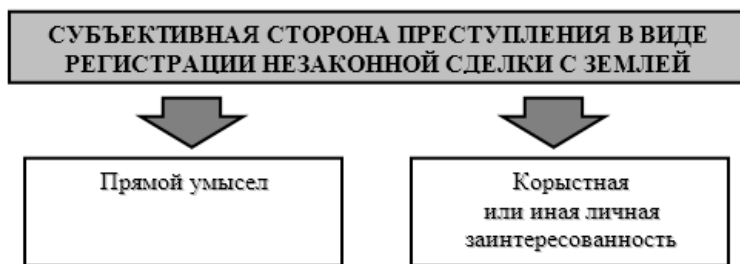 СУБЪЕКТИВНАЯ СТОРОНА ПРЕСТУПЛЕНИЯ В ВИДЕ
РЕГИСТРАЦИИ НЕЗАКОННОЙ СДЕЛКИ С ЗЕМЛЕЙ
Прямой умысел
Корыстная
или иная личная
заинтересованность